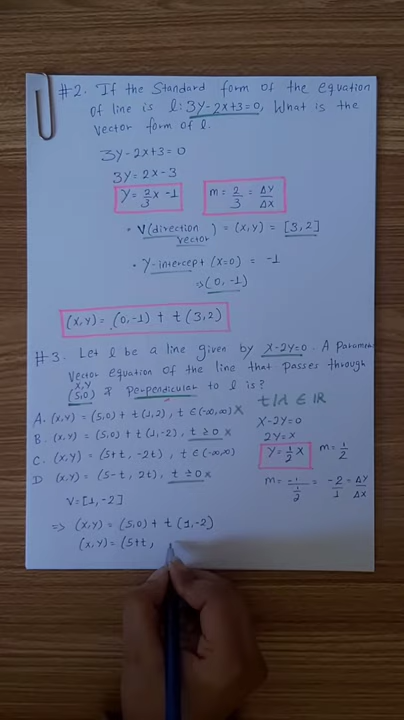 #2. If the Standard form of the equation
of line is l: 3y-2x+3=0, What is the
vector form of l.
3y-2x+3=0
3y = 2x-3
y = 2/3 x -1
m = 2/3 = Δy/Δx
• V(direction vector) = (x,y) = [3,2]
• y-intercept (x=0) = -1
⇒ (0,-1)
(x,y) = (0,-1) + t(3,2)
#3. Let l be a line given by x-2y=0. A Parametric
Vector equation of the line that passes through
x,y
(5,0) & Perpendicular to l is?
t ∈ ℝ
A. (x,y) = (5,0) + t(1,2), t ∈ (-∞,∞) x
B. (x,y) = (5,0) + t(1,-2), t ≥ 0 x
C. (x,y) = (5+t, -2t), t ∈ (-∞,∞)
D (x,y) = (5-t, 2t), t ≥ 0 x
x-2y=0
2y = x
y = 1/2 x
m = 1/2
m = -1/(1/2) = -2/1 = Δy/Δx
V = [1,-2]
⇒ (x,y) = (5,0) + t(1,-2)
(x,y) = (5+t,